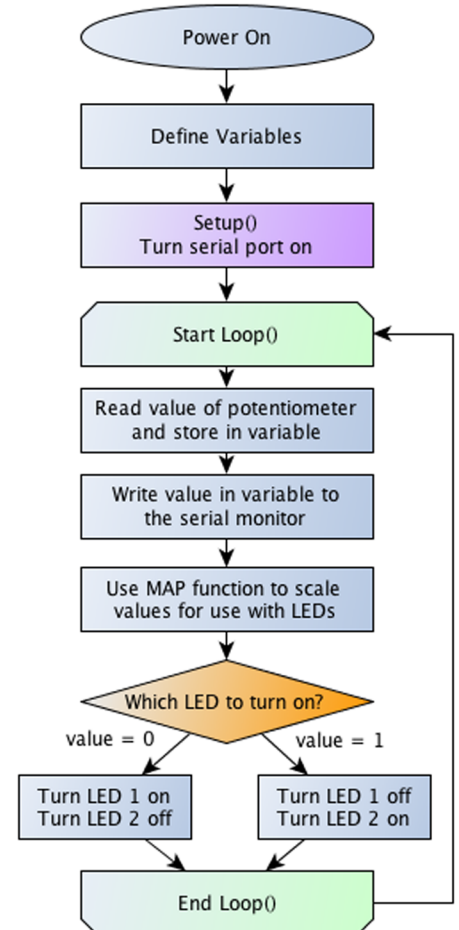 Power On
Define Variables
Setup()
Turn serial port on
Start Loop()
Read value of potentiometer
and store in variable
Write value in variable to
the serial monitor
Use MAP function to scale
values for use with LEDs
Which LED to turn on?
value = 0
value = 1
Turn LED 1 on
Turn LED 2 off
Turn LED 1 off
Turn LED 2 on
End Loop()